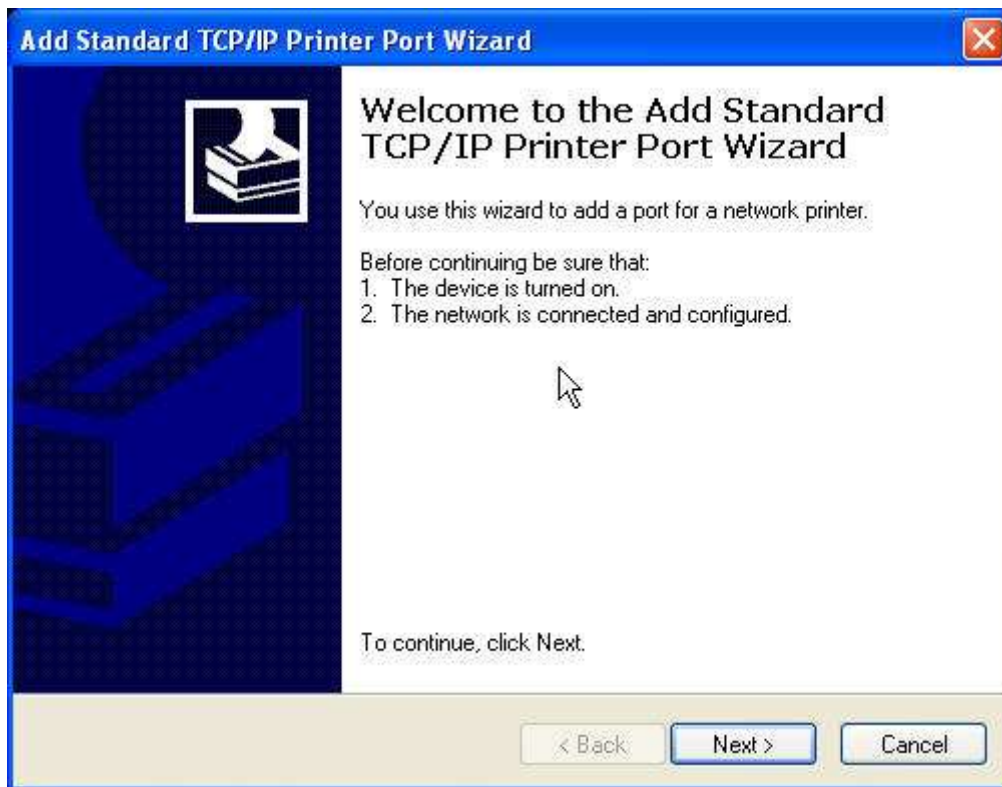 Add Standard TCP/IP Printer Port Wizard
Welcome to the Add Standard
TCP/IP Printer Port Wizard
You use this wizard to add a port for a network printer.
Before continuing be sure that:
1. The device is turned on.
2. The network is connected and configured.
To continue, click Next.
< Back
Next >
Cancel